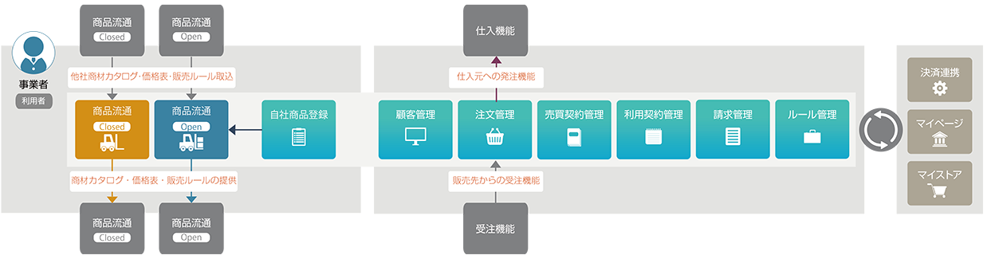 商品流通
Closed
商品流通
Open
仕入機能
事業者
利用者
他社商材カタログ・価格表・販売ルール取込
仕入元への発注機能
商品流通
Closed
商品流通
Open
自社商品登録
顧客管理
注文管理
売買契約管理
利用契約管理
請求管理
ルール管理
決済連携
マイページ
マイストア
商材カタログ・価格表・販売ルールの提供
販売先からの受注機能
商品流通
Closed
商品流通
Open
受注機能